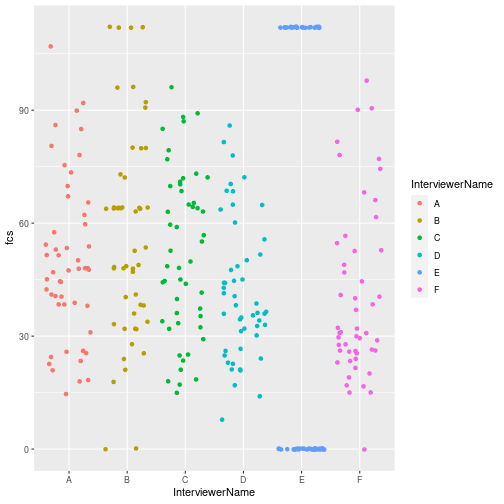 fcs
90
60
30
0
A B C D E F
InterviewerName
InterviewerName
A
B
C
D
E
F